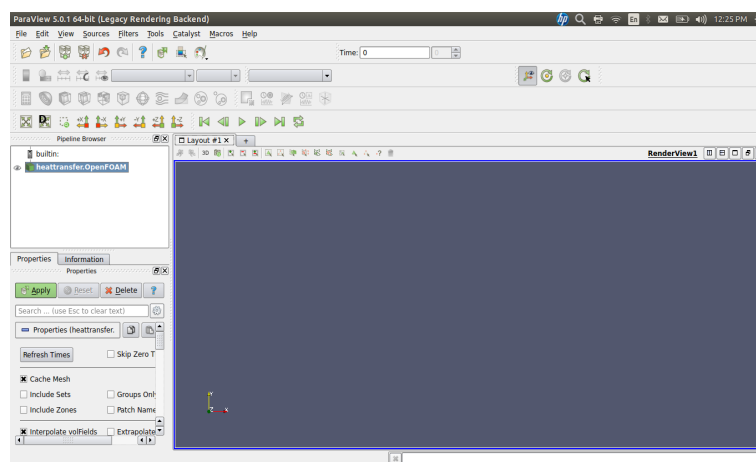 ParaView 5.0.1 64-bit (Legacy Rendering Backend)
hp
En
12:25 PM
File Edit View Sources Filters Tools Catalyst Macros Help
Time: 0
0
Pipeline Browser
Layout #1 X +
builtin:
heattransfer.OpenFOAM
3D
RenderView1
Properties Information
Properties
Apply Reset Delete ?
Search ... (use Esc to clear text)
Properties (heattransfer.
Refresh Times
Skip Zero T
Cache Mesh
Include Sets
Groups Onl
Include Zones
Patch Name
Interpolate volFields
Extrapolate
Y
Z
X